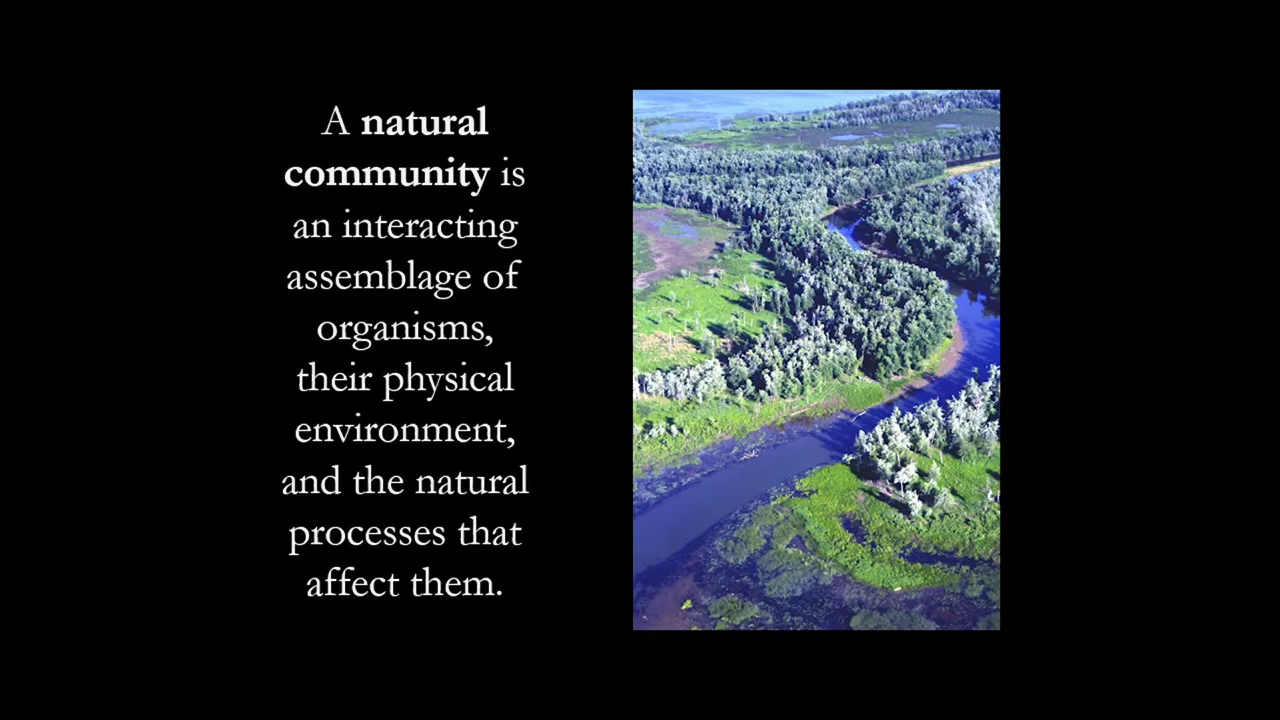 A natural
community is
an interacting
assemblage of
organisms,
their physical
environment,
and the natural
processes that
affect them.